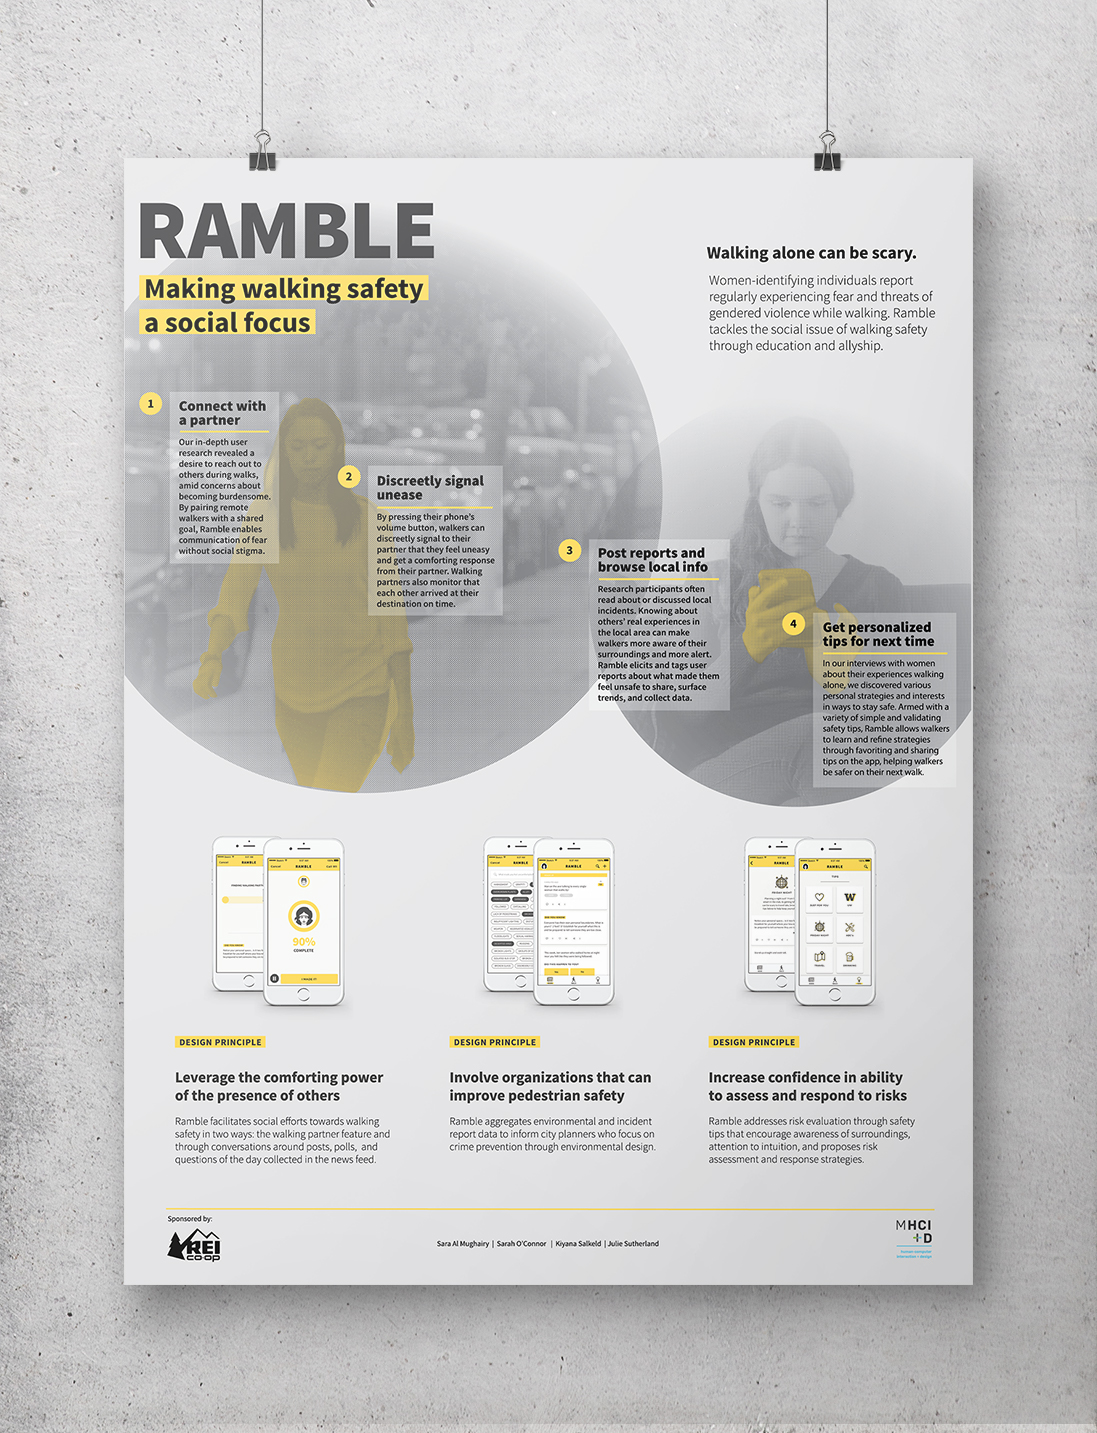 RAMBLE
Making walking safety
a social focus
Walking alone can be scary.
Women-identifying individuals report
regularly experiencing fear and threats of
gendered violence while walking. Ramble
tackles the social issue of walking safety
through education and allyship.
1
Connect with
a partner
Our in-depth user
research revealed a
desire to reach out to
others during walks,
amid concerns about
becoming burdensome.
By pairing remote
walkers with a shared
goal, Ramble enables
communication of fear
without social stigma.
2
Discreetly signal
unease
By pressing their phone's
volume button, walkers can
discreetly signal to their
partner that they feel uneasy
and get a comforting response
from their partner. Walking
partners also monitor that
each other arrived at their
destination on time.
3
Post reports and
browse local info
Research participants often
read about or discussed local
incidents. Knowing about
others' real experiences in
the local area can make
walkers more aware of their
surroundings and more alert.
Ramble elicits and tags user
reports about what made them
feel unsafe to share, surface
trends, and collect data.
4
Get personalized
tips for next time
In our interviews with women
about their experiences walking
alone, we discovered various
personal strategies and interests
in ways to stay safe. Armed with a
variety of simple and validating
safety tips, Ramble allows walkers
to learn and refine strategies
through favoriting and sharing
tips on the app, helping walkers
be safer on their next walk.
RAMBLE
RAMBLE
90%
COMPLETE
RAMBLE
RAMBLE
RAMBLE
RAMBLE
TIPS
W
DESIGN PRINCIPLE
Leverage the comforting power
of the presence of others
Ramble facilitates social efforts towards walking
safety in two ways: the walking partner feature and
through conversations around posts, polls, and
questions of the day collected in the news feed.
DESIGN PRINCIPLE
Involve organizations that can
improve pedestrian safety
Ramble aggregates environmental and incident
report data to inform city planners who focus on
crime prevention through environmental design.
DESIGN PRINCIPLE
Increase confidence in ability
to assess and respond to risks
Ramble addresses risk evaluation through safety
tips that encourage awareness of surroundings,
attention to intuition, and proposes risk
assessment and response strategies.
Sponsored by:
REI
CO·OP
Sara Al Mughairy | Sarah O'Connor | Kiyana Salkeld | Julie Sutherland
MHCI
+D
human-computer
interaction + design